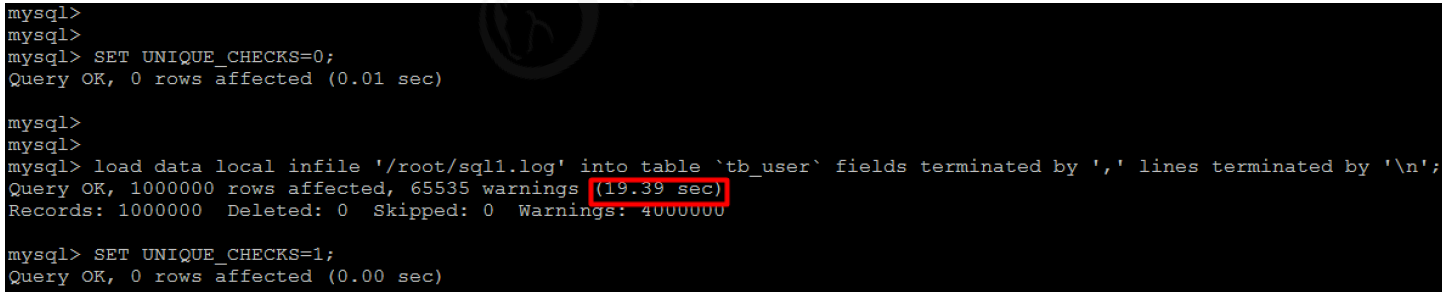 mysql>
mysql>
mysql> SET UNIQUE_CHECKS=0;
Query OK, 0 rows affected (0.01 sec)
mysql>
mysql>
mysql> load data local infile '/root/sql1.log' into table `tb_user` fields terminated by ',' lines terminated by '\n';
Query OK, 1000000 rows affected, 65535 warnings (19.39 sec)
Records: 1000000  Deleted: 0  Skipped: 0  Warnings: 4000000
mysql> SET UNIQUE_CHECKS=1;
Query OK, 0 rows affected (0.00 sec)